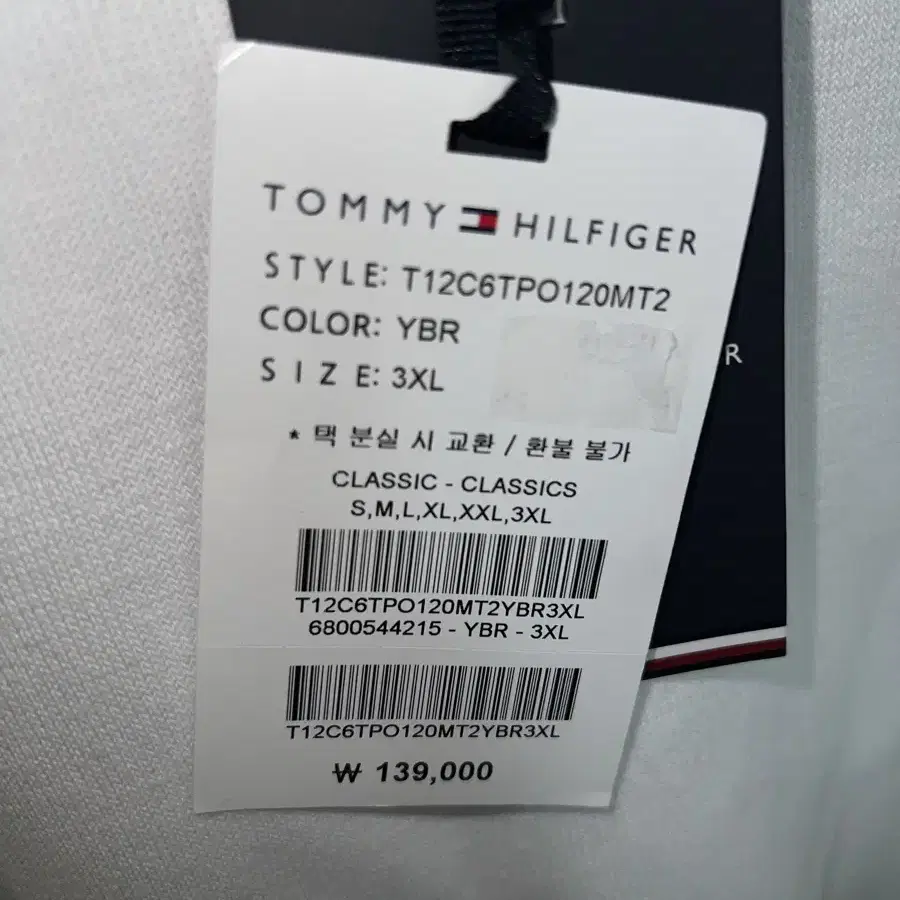 TOMMY HILFIGER
STYLE: T12C6TPO120MT2
COLOR: YBR
SIZE: 3XL
* 택 분실 시 교환 / 환불 불가
CLASSIC - CLASSICS
S,M,L,XL,XXL,3XL
T12C6TPO120MT2YBR3XL
6800544215 - YBR - 3XL
T12C6TPO120MT2YBR3XL
₩ 139,000
R